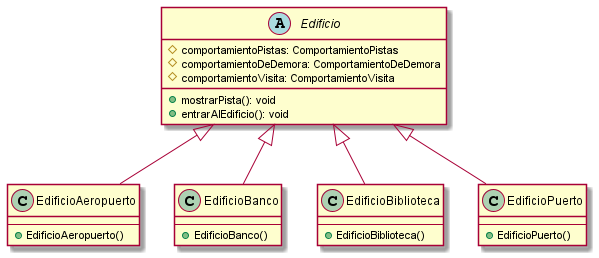 A Edificio
comportamientoPistas: ComportamientoPistas
comportamientoDeDemora: ComportamientoDeDemora
comportamientoVisita: ComportamientoVisita
mostrarPista(): void
entrarAlEdificio(): void
C EdificioAeropuerto
EdificioAeropuerto()
C EdificioBanco
EdificioBanco()
C EdificioBiblioteca
EdificioBiblioteca()
C EdificioPuerto
EdificioPuerto()